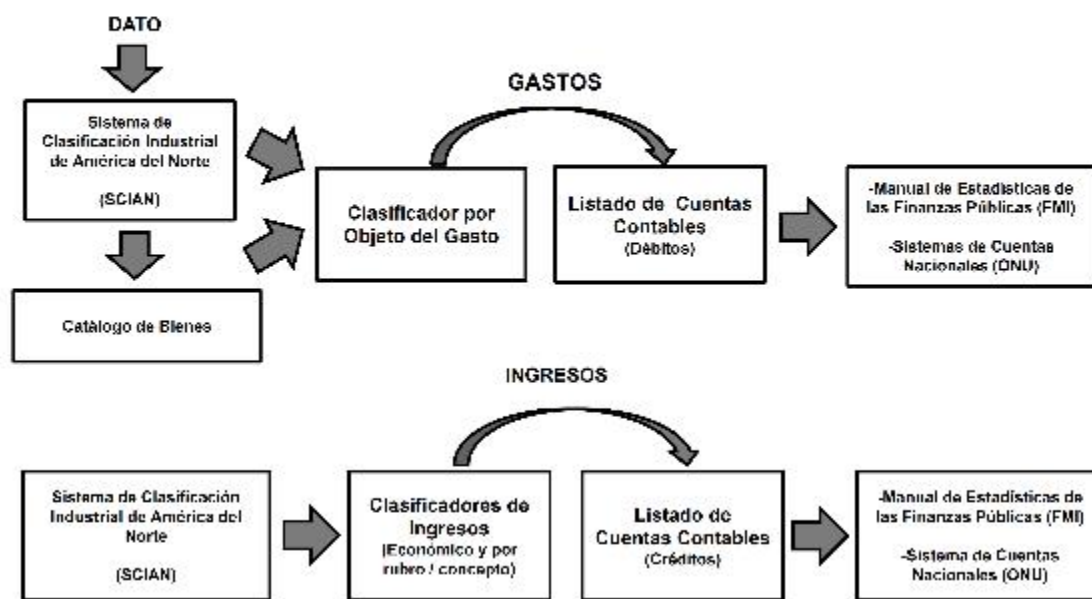 DATO
GASTOS
Sistema de
Clasificación Industrial
de América del Norte
(SCIAN)
Clasificador por
Objeto del Gasto
Listado de Cuentas
Contables
(Débitos)
-Manual de Estadísticas de
las Finanzas Públicas (FMI)
-Sistemas de Cuentas
Nacionales (ONU)
Catálogo de Bienes
INGRESOS
Sistema de Clasificación
Industrial de América del
Norte
(SCIAN)
Clasificadores de
Ingresos
(Económico y por
rubro / concepto)
Listado de
Cuentas Contables
(Créditos)
-Manual de Estadísticas de
las Finanzas Públicas (FMI)
-Sistema de Cuentas
Nacionales (ONU)